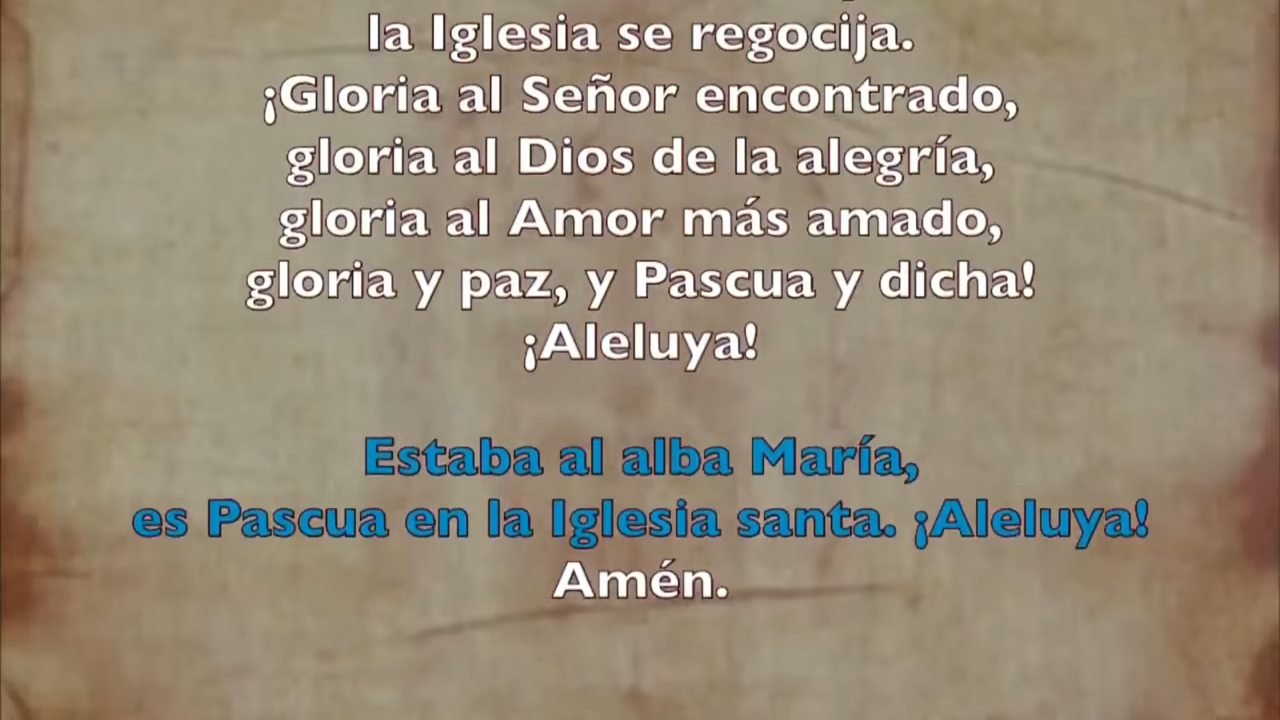 la Iglesia se regocija.
¡Gloria al Señor encontrado,
gloria al Dios de la alegría,
gloria al Amor más amado,
gloria y paz, y Pascua y dicha!
¡Aleluya!
Estaba al alba María,
es Pascua en la Iglesia santa. ¡Aleluya!
Amén.